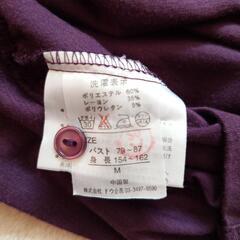 洗濯表示
ポリエステル 60%
レーヨン 35%
ポリウレタン 5%
30
SIZE
バスト 79-87
身長 154-162
M
中国製